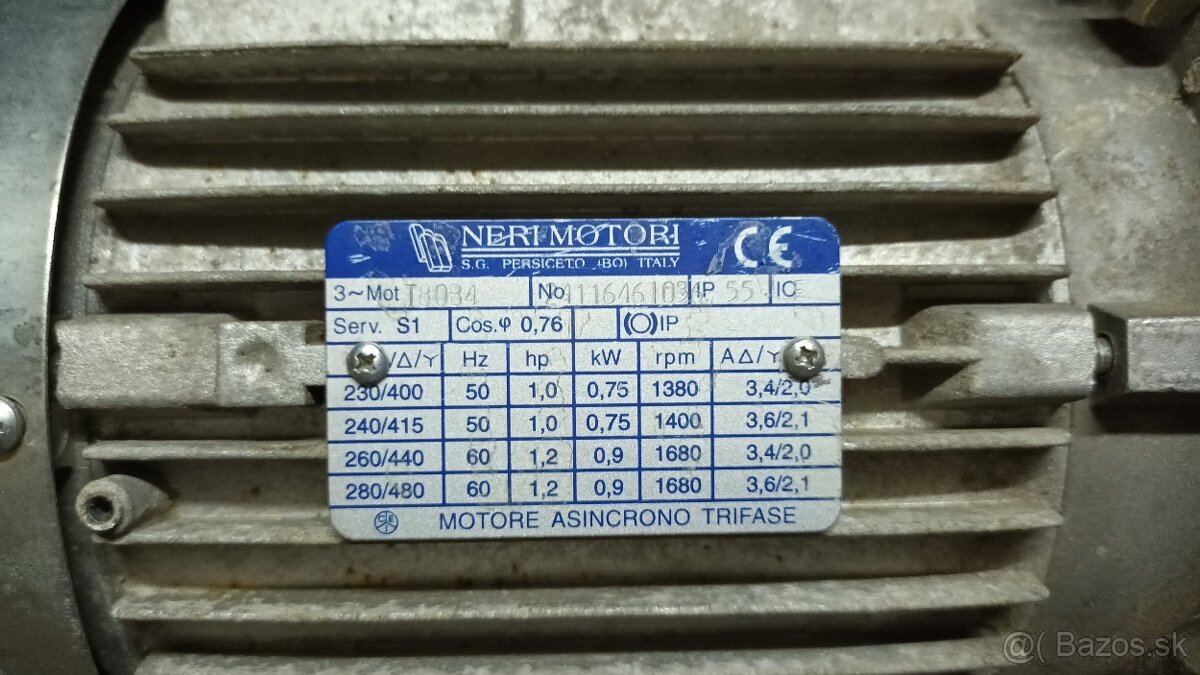 NERI MOTORI CE
S.G. PERSICETO (BO) ITALY
3~Mot T80B4 No IP 55 IC
Serv. S1 Cos.φ 0,76 IP
/Δ/Y Hz hp kW rpm A Δ/Y
230/400 50 1,0 0,75 1380 3,4/2,0
240/415 50 1,0 0,75 1400 3,6/2,1
260/440 60 1,2 0,9 1680 3,4/2,0
280/480 60 1,2 0,9 1680 3,6/2,1
MOTORE ASINCRONO TRIFASE
@( Bazos.sk